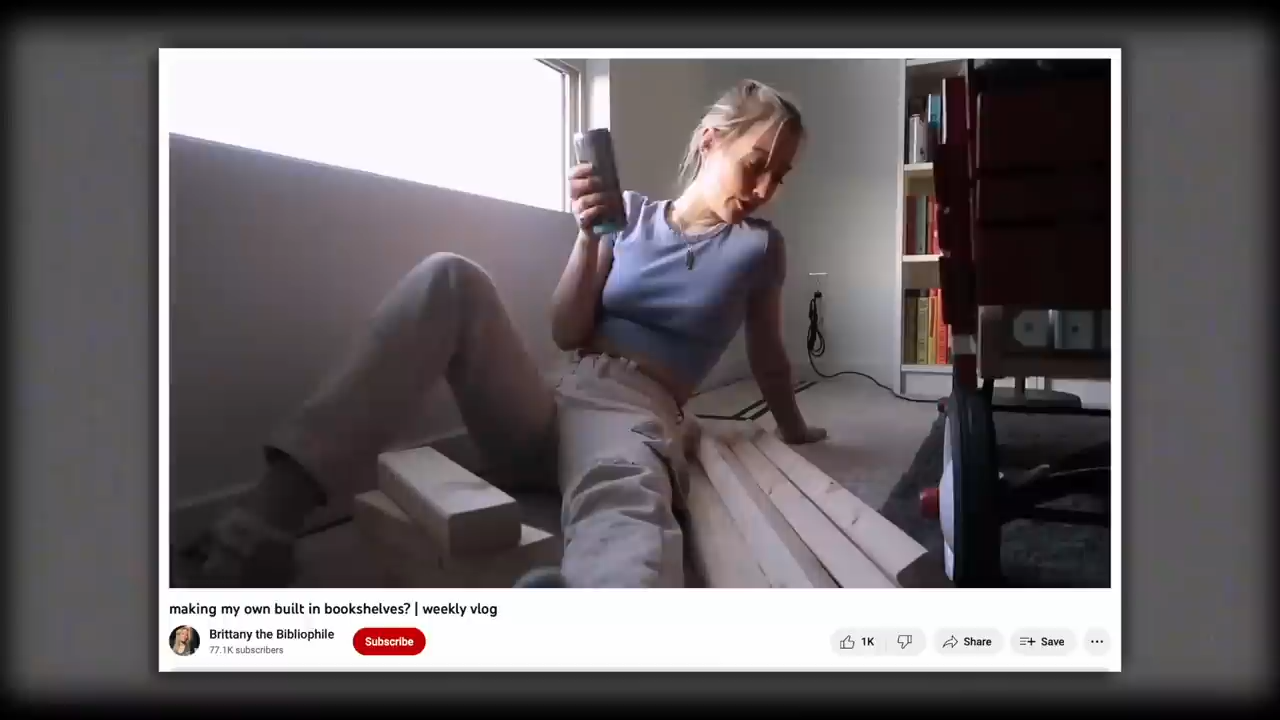 making my own built in bookshelves? | weekly vlog
Brittany the Bibliophile
77.1K subscribers
Subscribe
1K
Share
Save